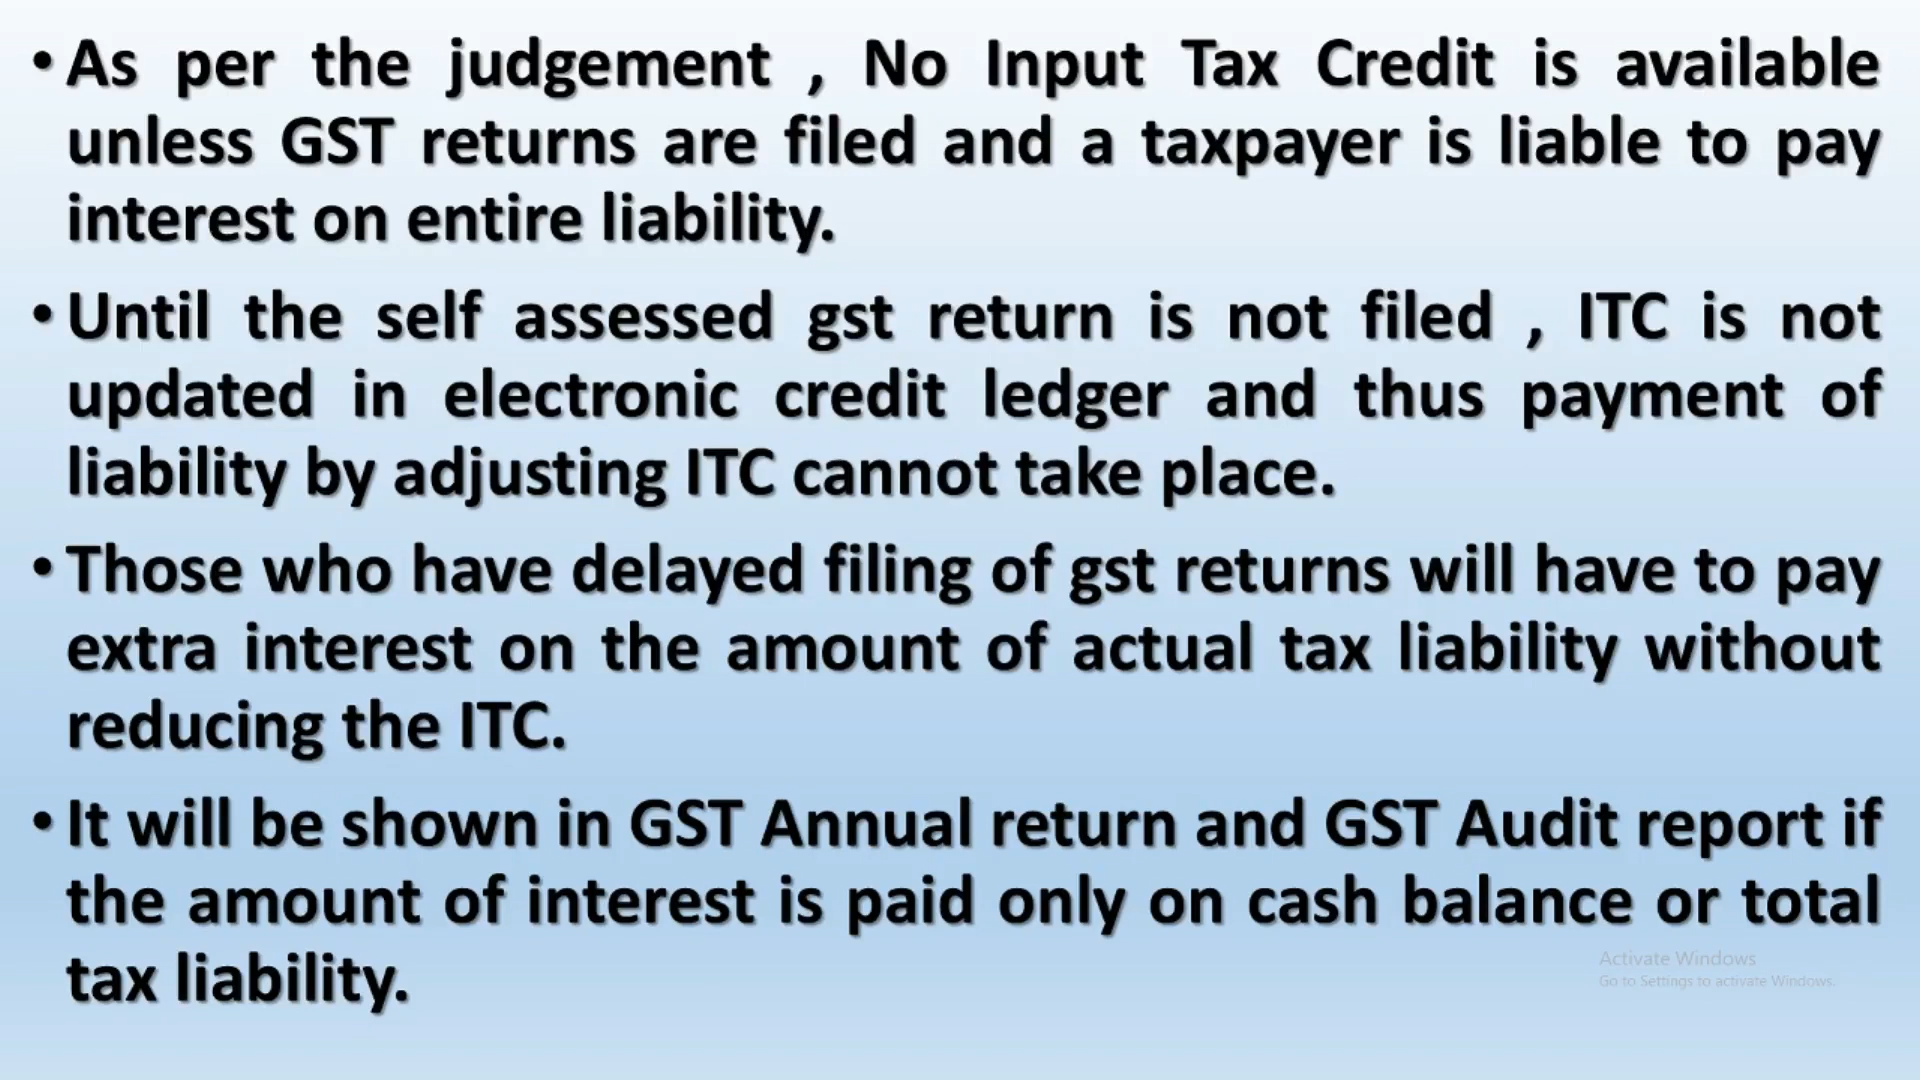 • As per the judgement , No Input Tax Credit is available
unless GST returns are filed and a taxpayer is liable to pay
interest on entire liability.
• Until the self assessed gst return is not filed , ITC is not
updated in electronic credit ledger and thus payment of
liability by adjusting ITC cannot take place.
• Those who have delayed filing of gst returns will have to pay
extra interest on the amount of actual tax liability without
reducing the ITC.
• It will be shown in GST Annual return and GST Audit report if
the amount of interest is paid only on cash balance or total
tax liability.
Activate Windows
Go to Settings to activate Windows.